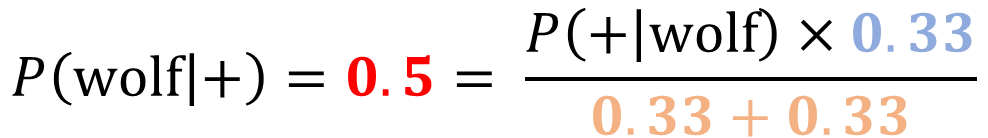 P(wolf|+) = 0.5 = P(+|wolf) × 0.33
0.33 + 0.33